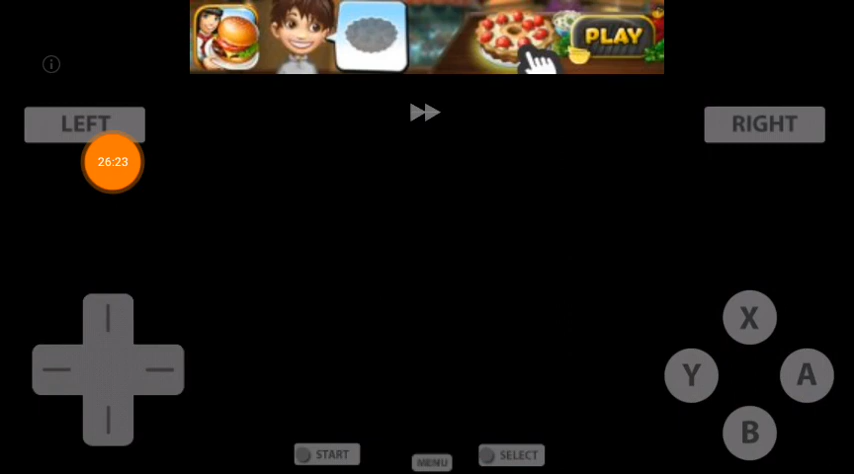 PLAY
LEFT
RIGHT
26:23
X
Y
A
B
START
MENU
SELECT